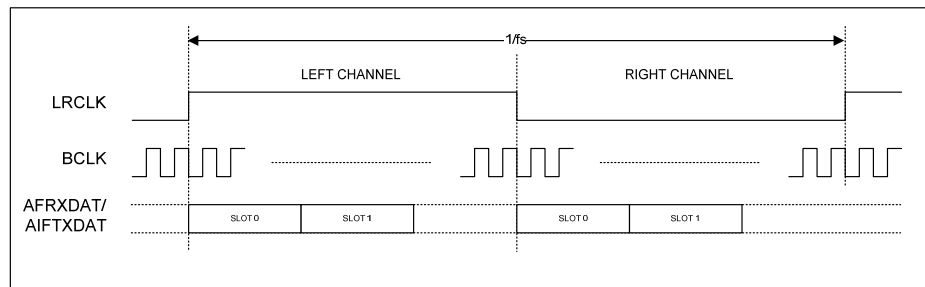 1/fs
LEFT CHANNEL RIGHT CHANNEL
LRCLK
BCLK
AFRXDAT/
AIFTXDAT
SLOT 0 SLOT 1 SLOT 0 SLOT 1